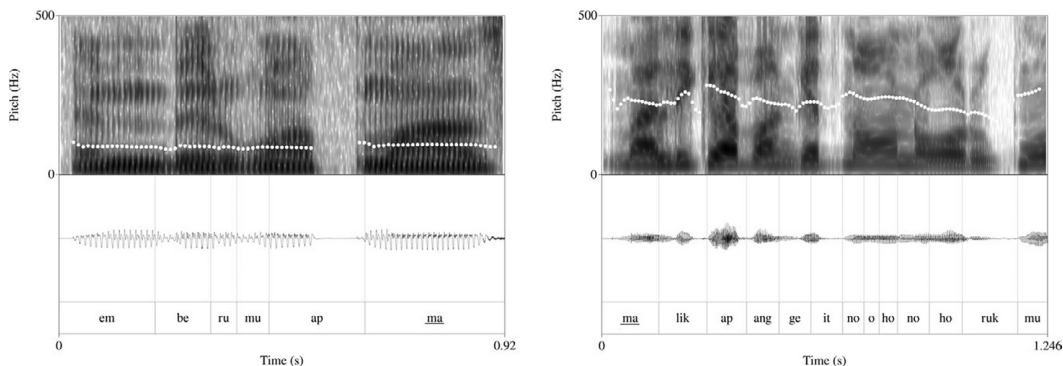 500
Pitch (Hz)
0
em be ru mu ap ma
0 0.92
Time (s)
500
Pitch (Hz)
0
ma lik ap ang ge it no o ho no ho ruk mu
0 1.246
Time (s)